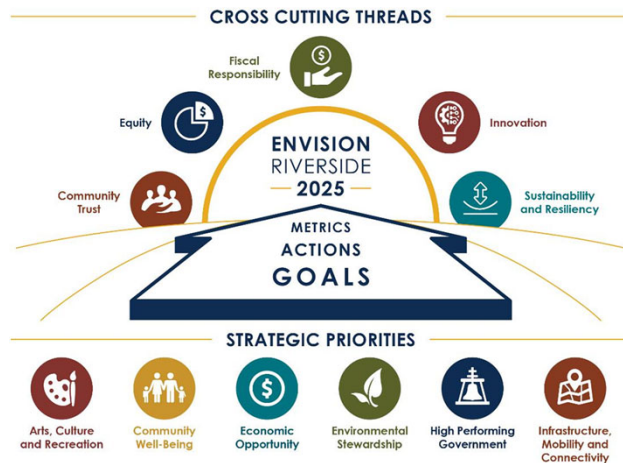 CROSS CUTTING THREADS
Fiscal
Responsibility
$
Equity
$
Innovation
ENVISION
RIVERSIDE
2025
Community
Trust
Sustainability
and Resiliency
METRICS
ACTIONS
GOALS
STRATEGIC PRIORITIES
$
Arts, Culture
and Recreation
Community
Well-Being
Economic
Opportunity
Environmental
Stewardship
High Performing
Government
Infrastructure,
Mobility and
Connectivity